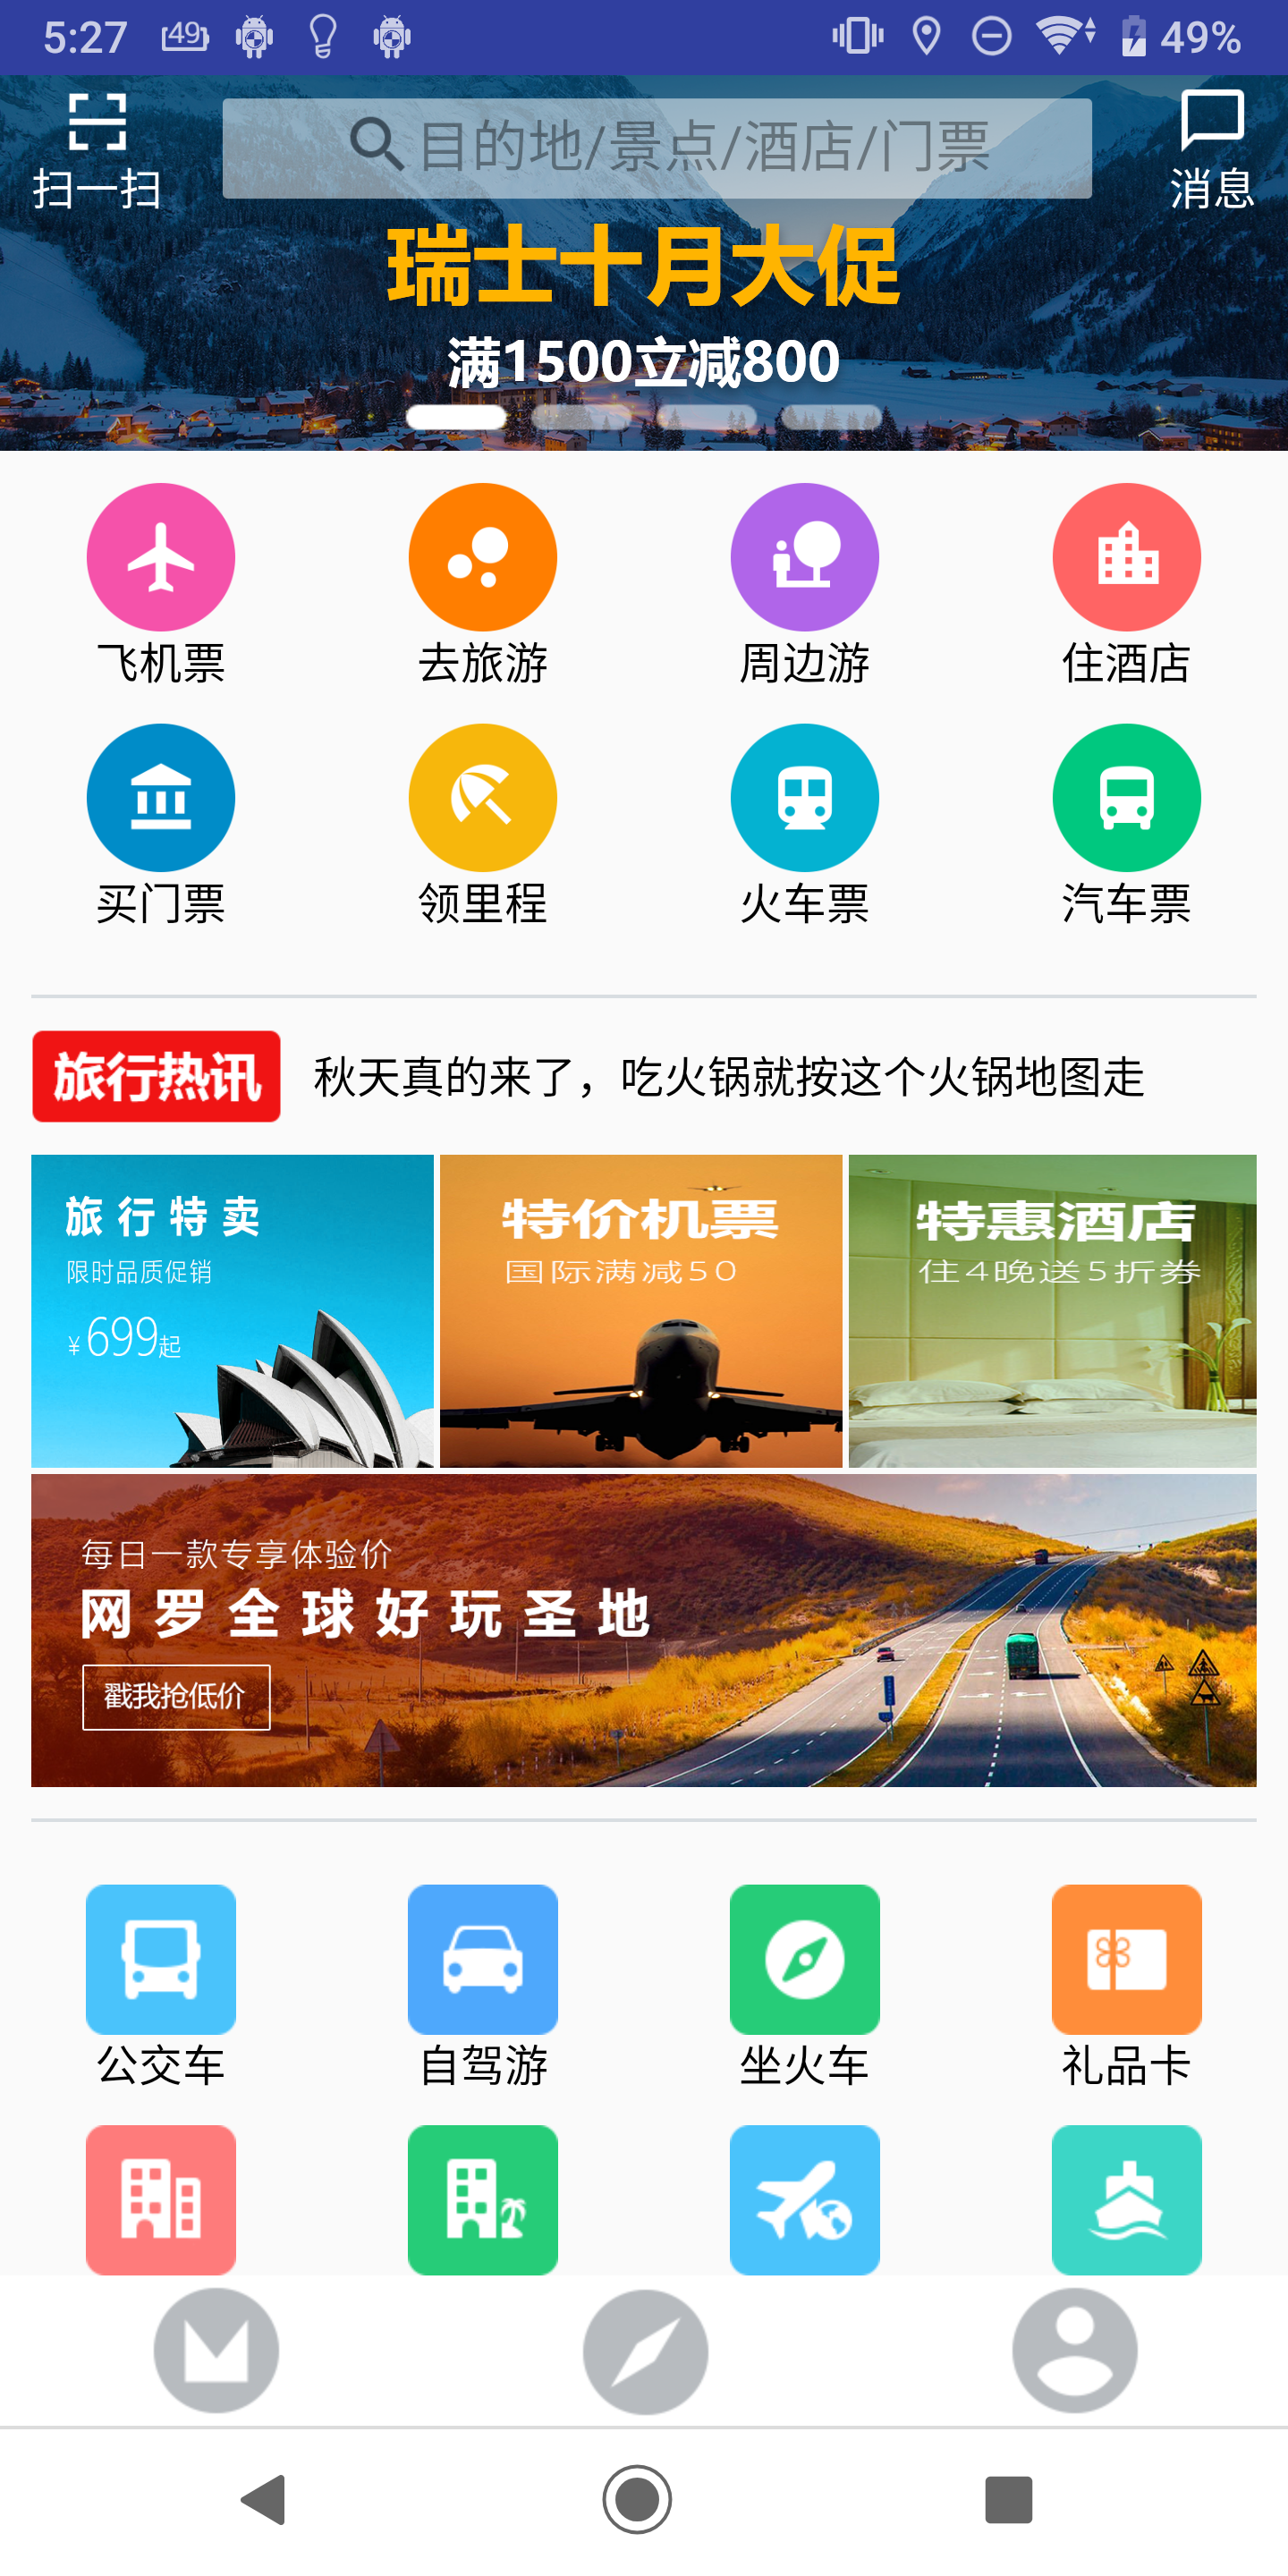 5:27 49 49%
扫一扫
目的地/景点/酒店/门票
消息
瑞士十月大促
满1500立减800
飞机票 去旅游 周边游 住酒店
买门票 领里程 火车票 汽车票
旅行热讯 秋天真的来了，吃火锅就按这个火锅地图走
旅行特卖
限时品质促销
¥699起
特价机票
国际满减50
特惠酒店
住4晚送5折券
每日一款专享体验价
网罗全球好玩圣地
戳我抢低价
公交车 自驾游 坐火车 礼品卡